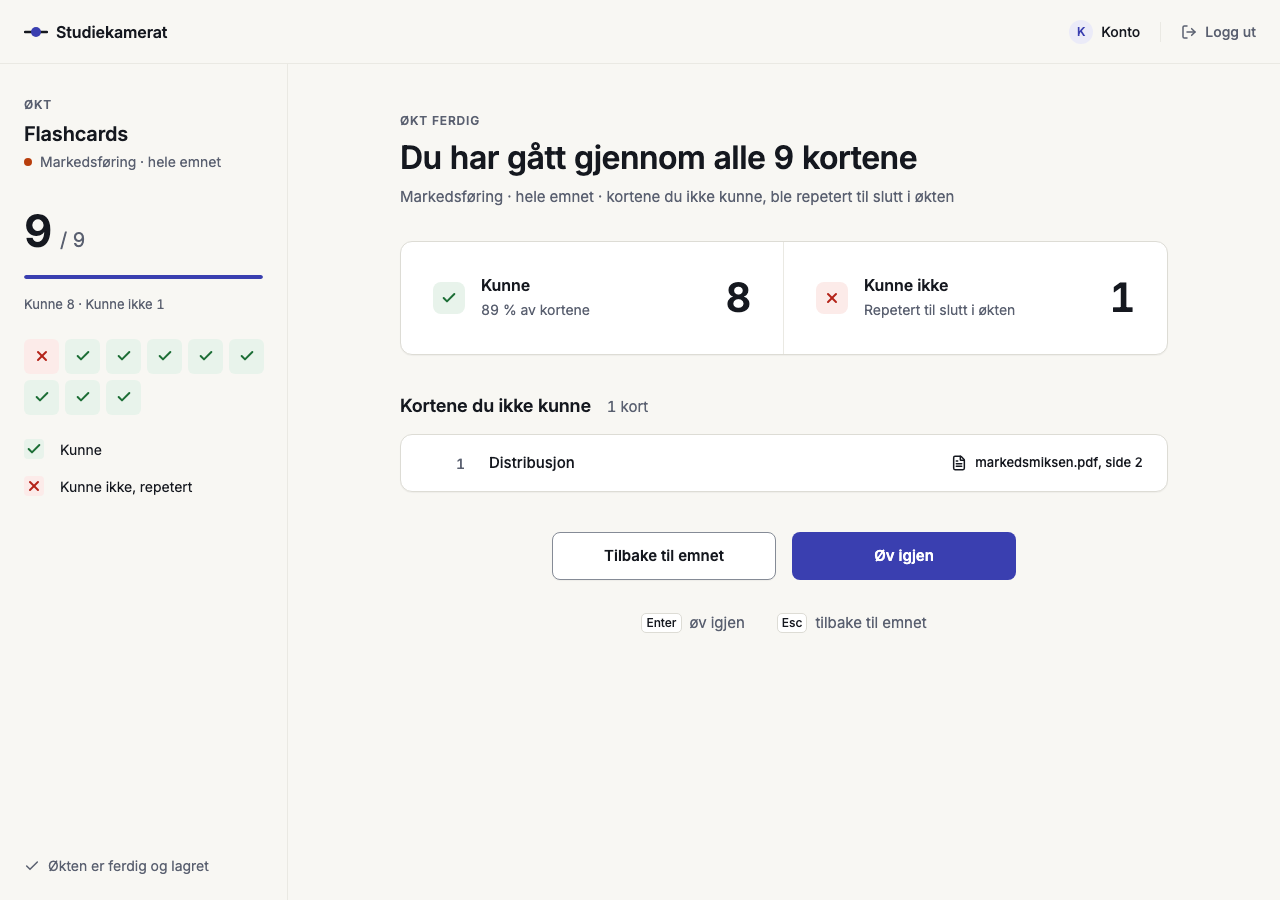 Studiekamerat
K Konto
Logg ut
ØKT
Flashcards
Markedsføring · hele emnet
9 / 9
Kunne 8 · Kunne ikke 1
Kunne
Kunne ikke, repetert
Økten er ferdig og lagret
ØKT FERDIG
Du har gått gjennom alle 9 kortene
Markedsføring · hele emnet · kortene du ikke kunne, ble repetert til slutt i økten
Kunne
89 % av kortene
8
Kunne ikke
Repetert til slutt i økten
1
Kortene du ikke kunne 1 kort
1 Distribusjon markedsmiksen.pdf, side 2
Tilbake til emnet
Øv igjen
Enter øv igjen Esc tilbake til emnet